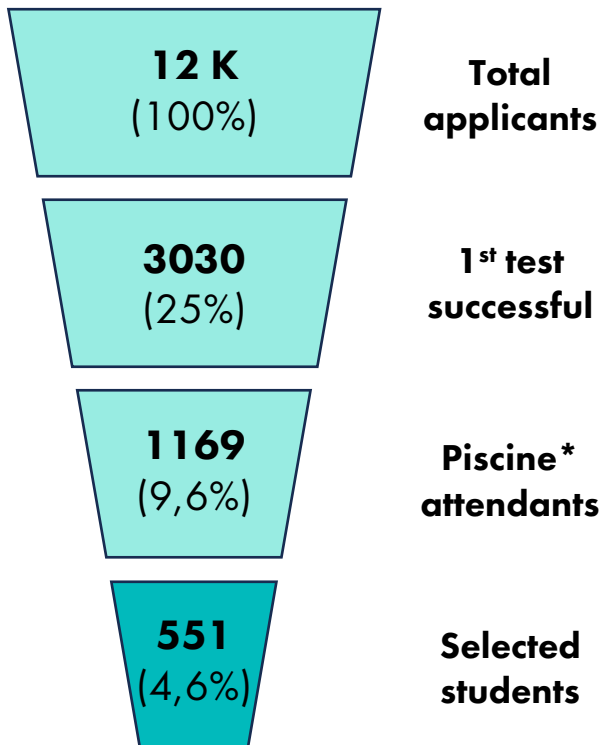 12 K
(100%)
Total
applicants
3030
(25%)
1st test
successful
1169
(9,6%)
Piscine*
attendants
551
(4,6%)
Selected
students